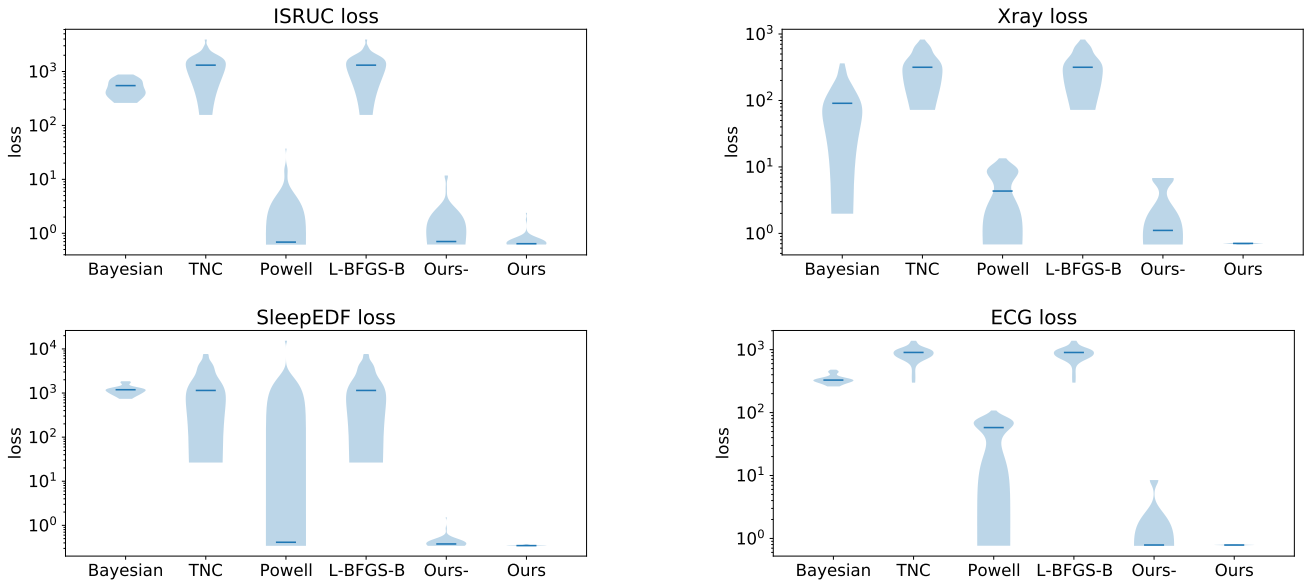 ISRUC loss
loss
10³
10²
10¹
10⁰
Bayesian TNC Powell L-BFGS-B Ours- Ours
Xray loss
loss
10³
10²
10¹
10⁰
Bayesian TNC Powell L-BFGS-B Ours- Ours
SleepEDF loss
loss
10⁴
10³
10²
10¹
10⁰
Bayesian TNC Powell L-BFGS-B Ours- Ours
ECG loss
loss
10³
10²
10¹
10⁰
Bayesian TNC Powell L-BFGS-B Ours- Ours